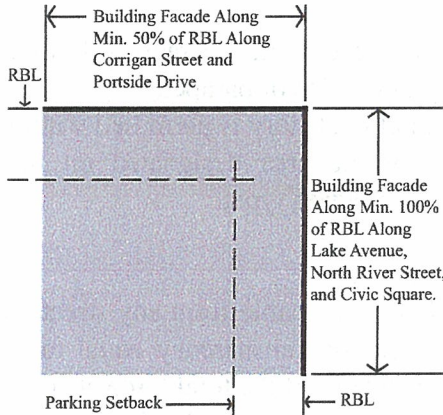 Building Facade Along
Min. 50% of RBL Along
Corrigan Street and
Portside Drive
RBL
Building Facade
Along Min. 100%
of RBL Along
Lake Avenue,
North River Street,
and Civic Square.
Parking Setback
RBL